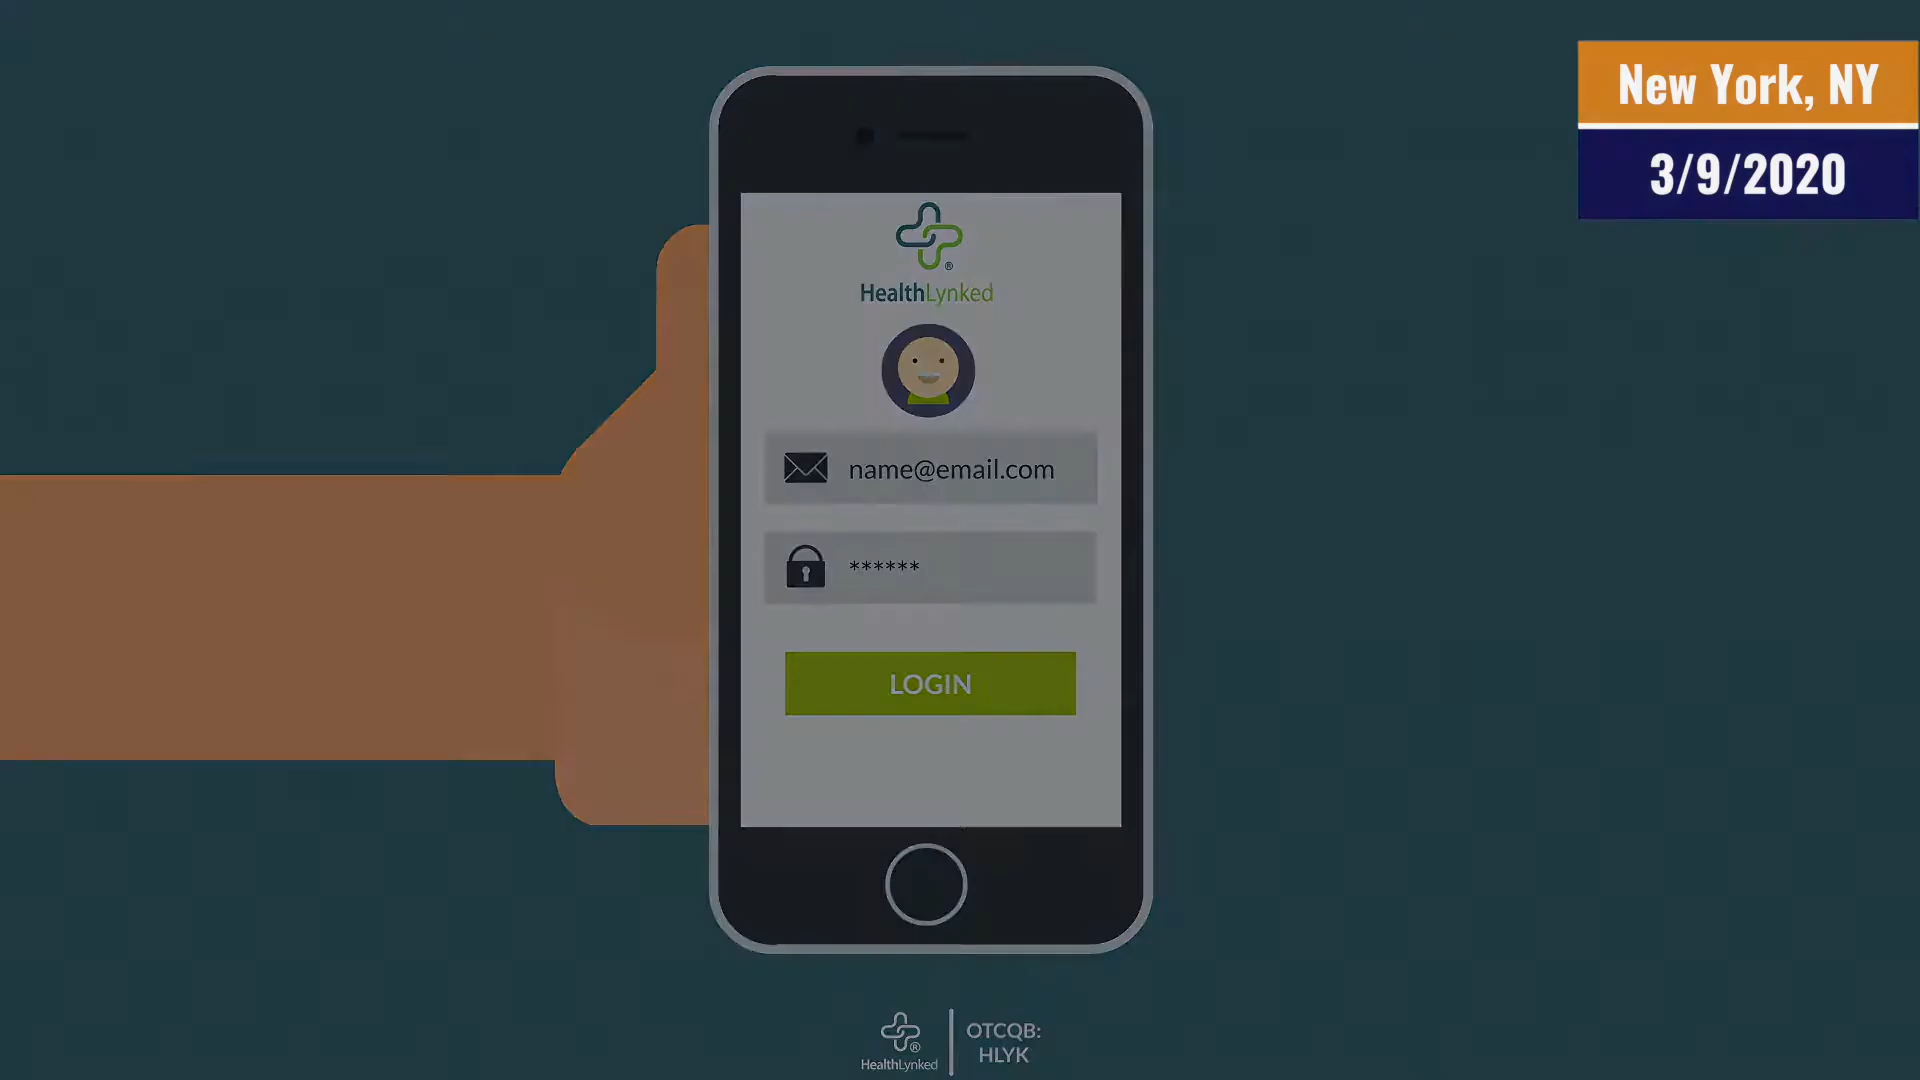 New York, NY
3/9/2020
®
HealthLynked
name@email.com
******
LOGIN
®
HealthLynked
OTCQB:
HLYK